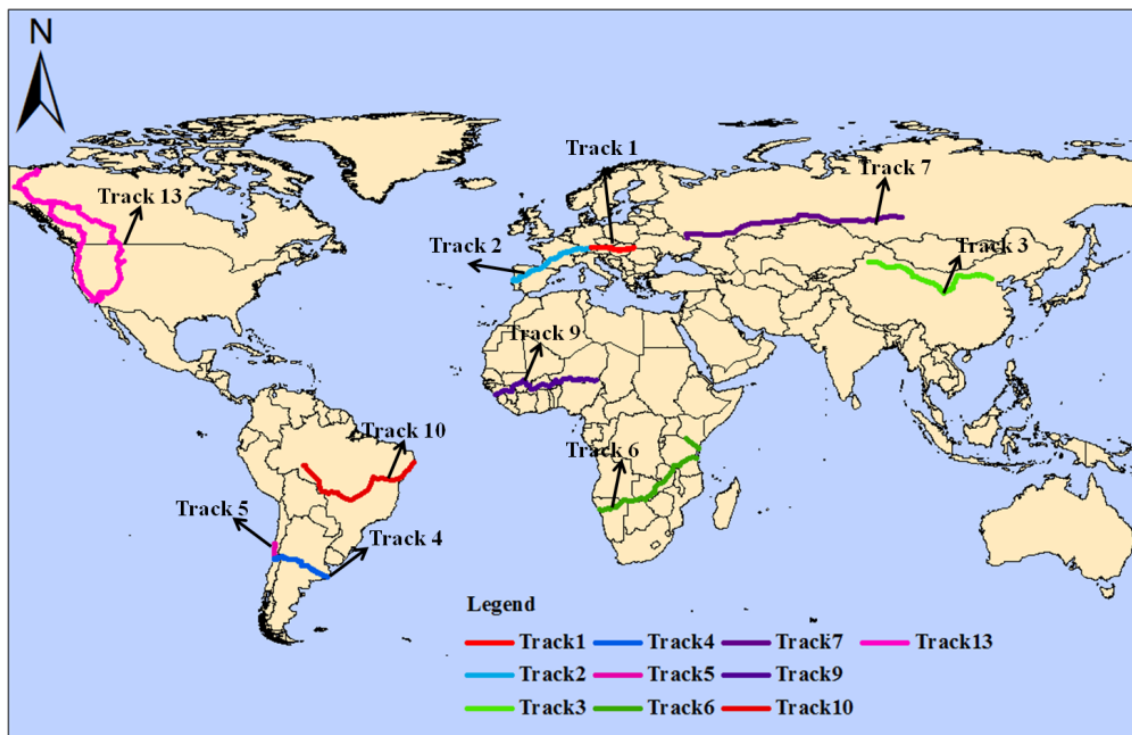 N
Track 1
Track 7
Track 13
Track 2
Track 3
Track 9
Track 10
Track 6
Track 5
Track 4
Legend
Track1 Track4 Track7 Track13
Track2 Track5 Track9
Track3 Track6 Track10